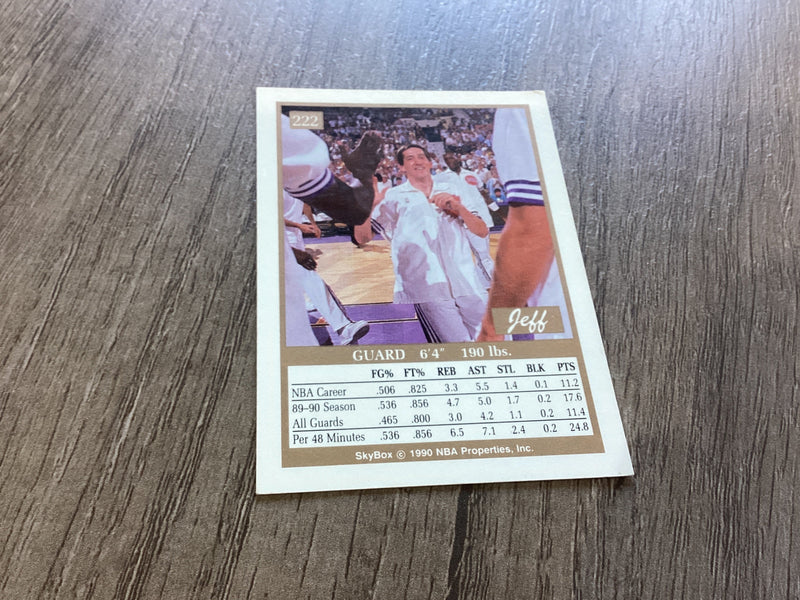 222
Jeff
GUARD 6'4" 190 lbs.
FG% FT% REB AST STL BLK PTS
NBA Career .506 .825 3.3 5.5 1.4 0.1 11.2
89–90 Season .536 .856 4.7 5.0 1.7 0.2 17.6
All Guards .465 .800 3.0 4.2 1.1 0.2 11.4
Per 48 Minutes .536 .856 6.5 7.1 2.4 0.2 24.8
SkyBox © 1990 NBA Properties, Inc.